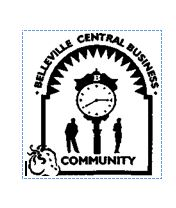 · BELLEVILLE CENTRAL BUSINESS ·
B
COMMUNITY